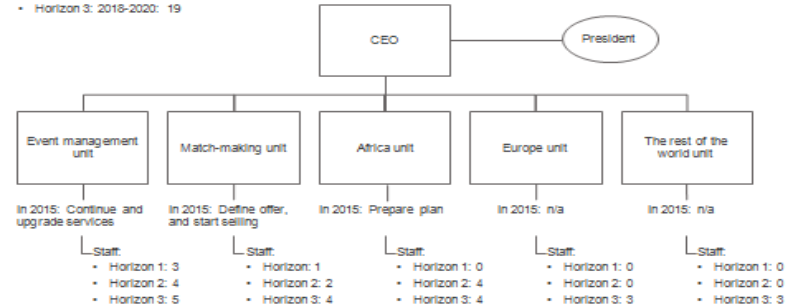 • Horizon 3: 2018-2020: 19
CEO
President
Event management
unit
Match-making unit
Africa unit
Europe unit
The rest of the
world unit
In 2015: Continue and
upgrade services
In 2015: Define offer,
and start selling
In 2015: Prepare plan
In 2015: n/a
In 2015: n/a
Staff:
• Horizon 1: 3
• Horizon 2: 4
• Horizon 3: 5
Staff:
• Horizon: 1
• Horizon 2: 2
• Horizon 3: 4
Staff:
• Horizon 1: 0
• Horizon 2: 4
• Horizon 3: 4
Staff:
• Horizon 1: 0
• Horizon 2: 0
• Horizon 3: 3
Staff:
• Horizon 1: 0
• Horizon 2: 0
• Horizon 3: 3